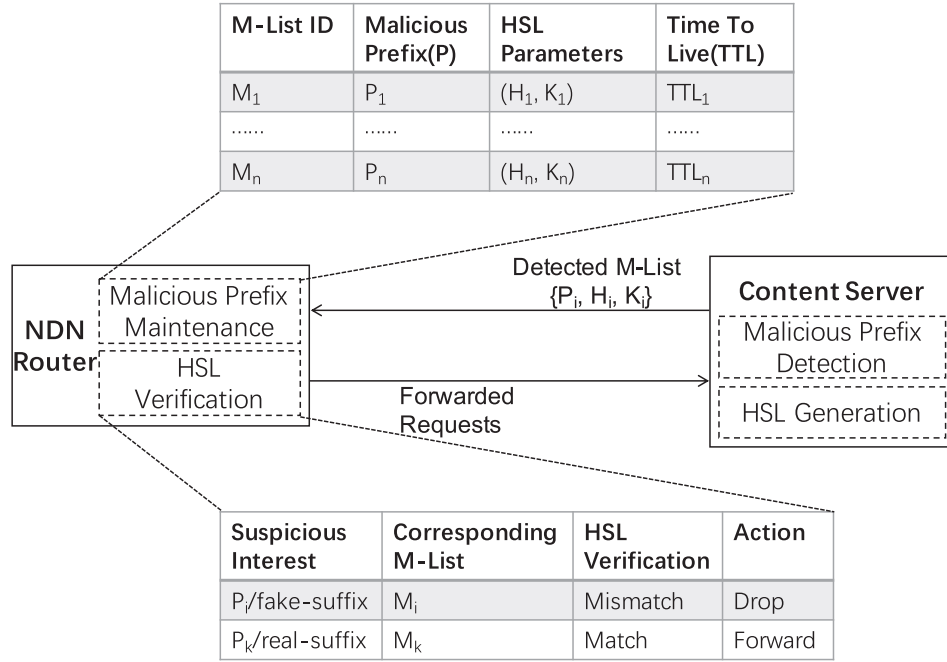 M-List ID
Malicious Prefix(P)
HSL Parameters
Time To Live(TTL)
M₁
P₁
(H₁, K₁)
TTL₁
......
......
......
......
Mₙ
Pₙ
(Hₙ, Kₙ)
TTLₙ
NDN
Router
Malicious Prefix
Maintenance
HSL
Verification
Detected M-List
{Pᵢ, Hᵢ, Kᵢ}
Forwarded
Requests
Content Server
Malicious Prefix
Detection
HSL Generation
Suspicious
Interest
Corresponding
M-List
HSL
Verification
Action
Pᵢ/fake-suffix
Mᵢ
Mismatch
Drop
Pₖ/real-suffix
Mₖ
Match
Forward